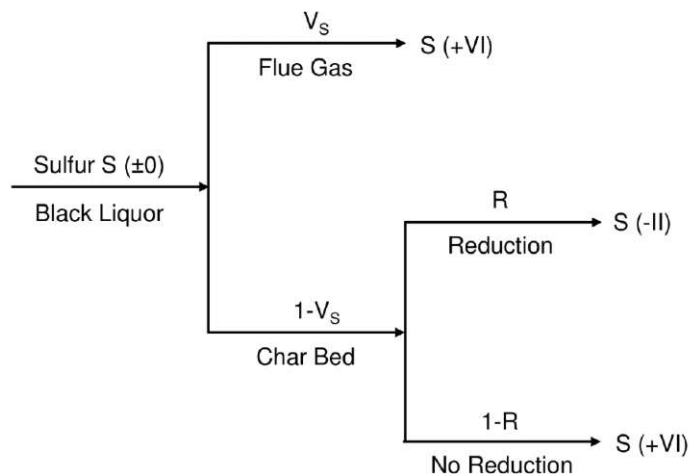 V_S
Flue Gas
S (+VI)
Sulfur S (±0)
Black Liquor
R
Reduction
S (-II)
1-V_S
Char Bed
1-R
No Reduction
S (+VI)